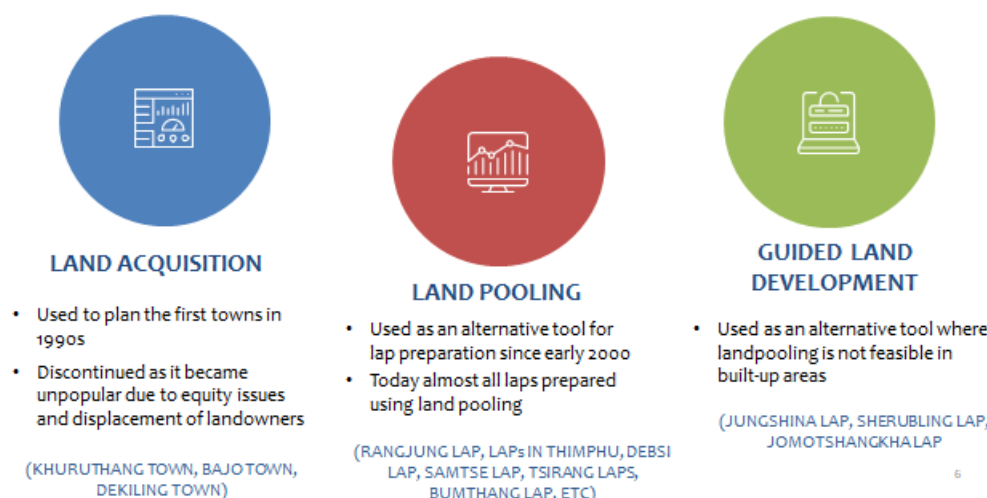 LAND ACQUISITION
• Used to plan the first towns in
1990s
• Discontinued as it became
unpopular due to equity issues
and displacement of landowners
(KHURUTHANG TOWN, BAJO TOWN,
DEKILING TOWN)
LAND POOLING
• Used as an alternative tool for
lap preparation since early 2000
• Today almost all laps prepared
using land pooling
(RANGJUNG LAP, LAPs IN THIMPHU, DEBSI
LAP, SAMTSE LAP, TSIRANG LAPS,
BUMTHANG LAP, ETC)
GUIDED LAND
DEVELOPMENT
• Used as an alternative tool where
landpooling is not feasible in
built-up areas
(JUNGSHINA LAP, SHERUBLING LAP,
JOMOTSHANGKHA LAP
6